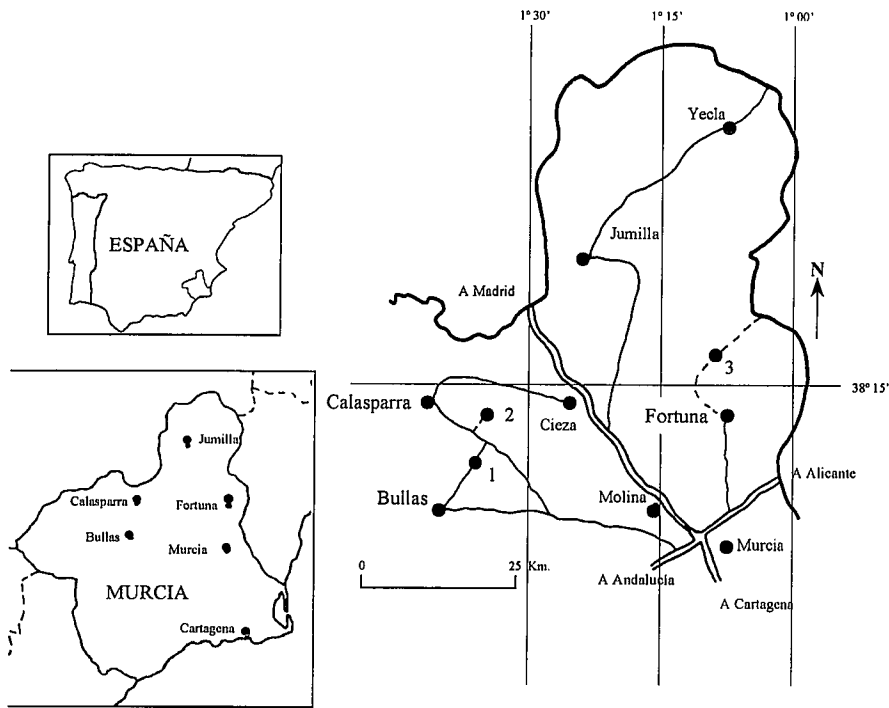 ESPAÑA
Jumilla
Calasparra
Fortuna
Bullas
Murcia
MURCIA
Cartagena
1° 30'
1° 15'
1° 00'
Yecla
Jumilla
A Madrid
N
3
38° 15'
Calasparra
2
Cieza
Fortuna
1
A Alicante
Bullas
Molina
Murcia
0
25 Km.
A Andalucía
A Cartagena